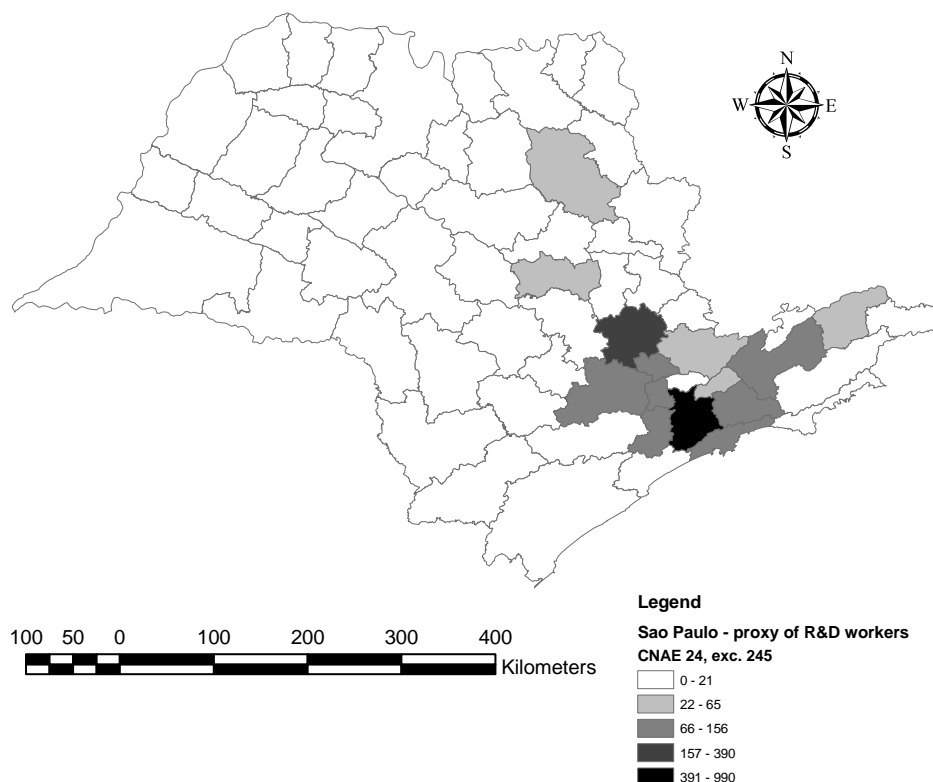 N
W E
S
Legend
Sao Paulo - proxy of R&D workers
CNAE 24, exc. 245
0 - 21
22 - 65
66 - 156
157 - 390
391 - 990
100 50 0 100 200 300 400
Kilometers